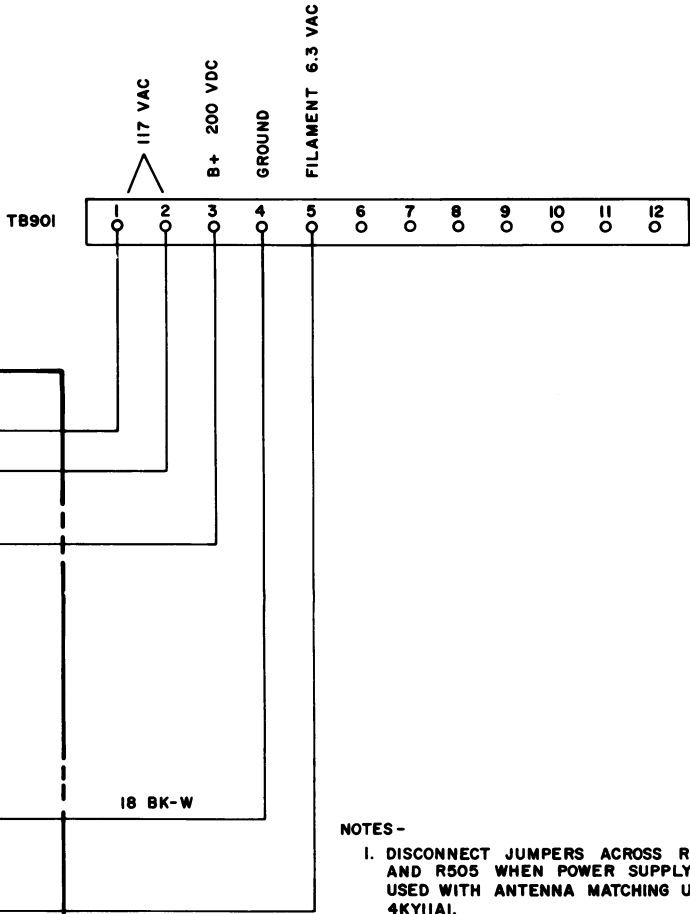 117 VAC
B+ 200 VDC
GROUND
FILAMENT 6.3 VAC
TB901
1 2 3 4 5 6 7 8 9 10 11 12
18 BK-W
NOTES-
1. DISCONNECT JUMPERS ACROSS R
AND R505 WHEN POWER SUPPLY
USED WITH ANTENNA MATCHING U
4KY11A1.